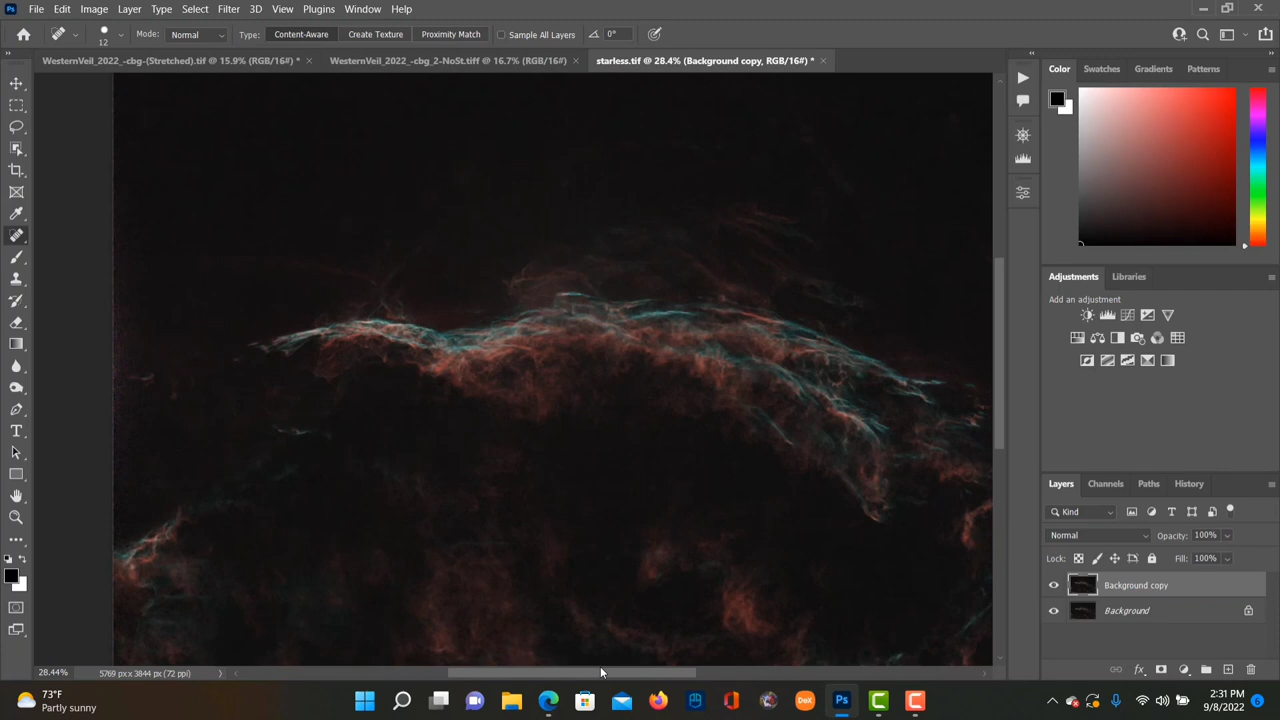 File Edit Image Layer Type Select Filter 3D View Plugins Window Help
12 Mode: Normal Type: Content-Aware Create Texture Proximity Match Sample All Layers 0°
WesternVeil_2022_-cbg-(Stretched).tif @ 15.9% (RGB/16#) * WesternVeil_2022_-cbg_2-NoSt.tiff @ 16.7% (RGB/16#) starless.tif @ 28.4% (Background copy, RGB/16#) *
Color Swatches Gradients Patterns
Adjustments Libraries
Add an adjustment
Layers Channels Paths History
Kind
Normal Opacity: 100%
Lock: Fill: 100%
Background copy
Background
28.44% 5769 px x 3844 px (72 ppi)
73°F
Partly sunny
DeX
2:31 PM
9/8/2022